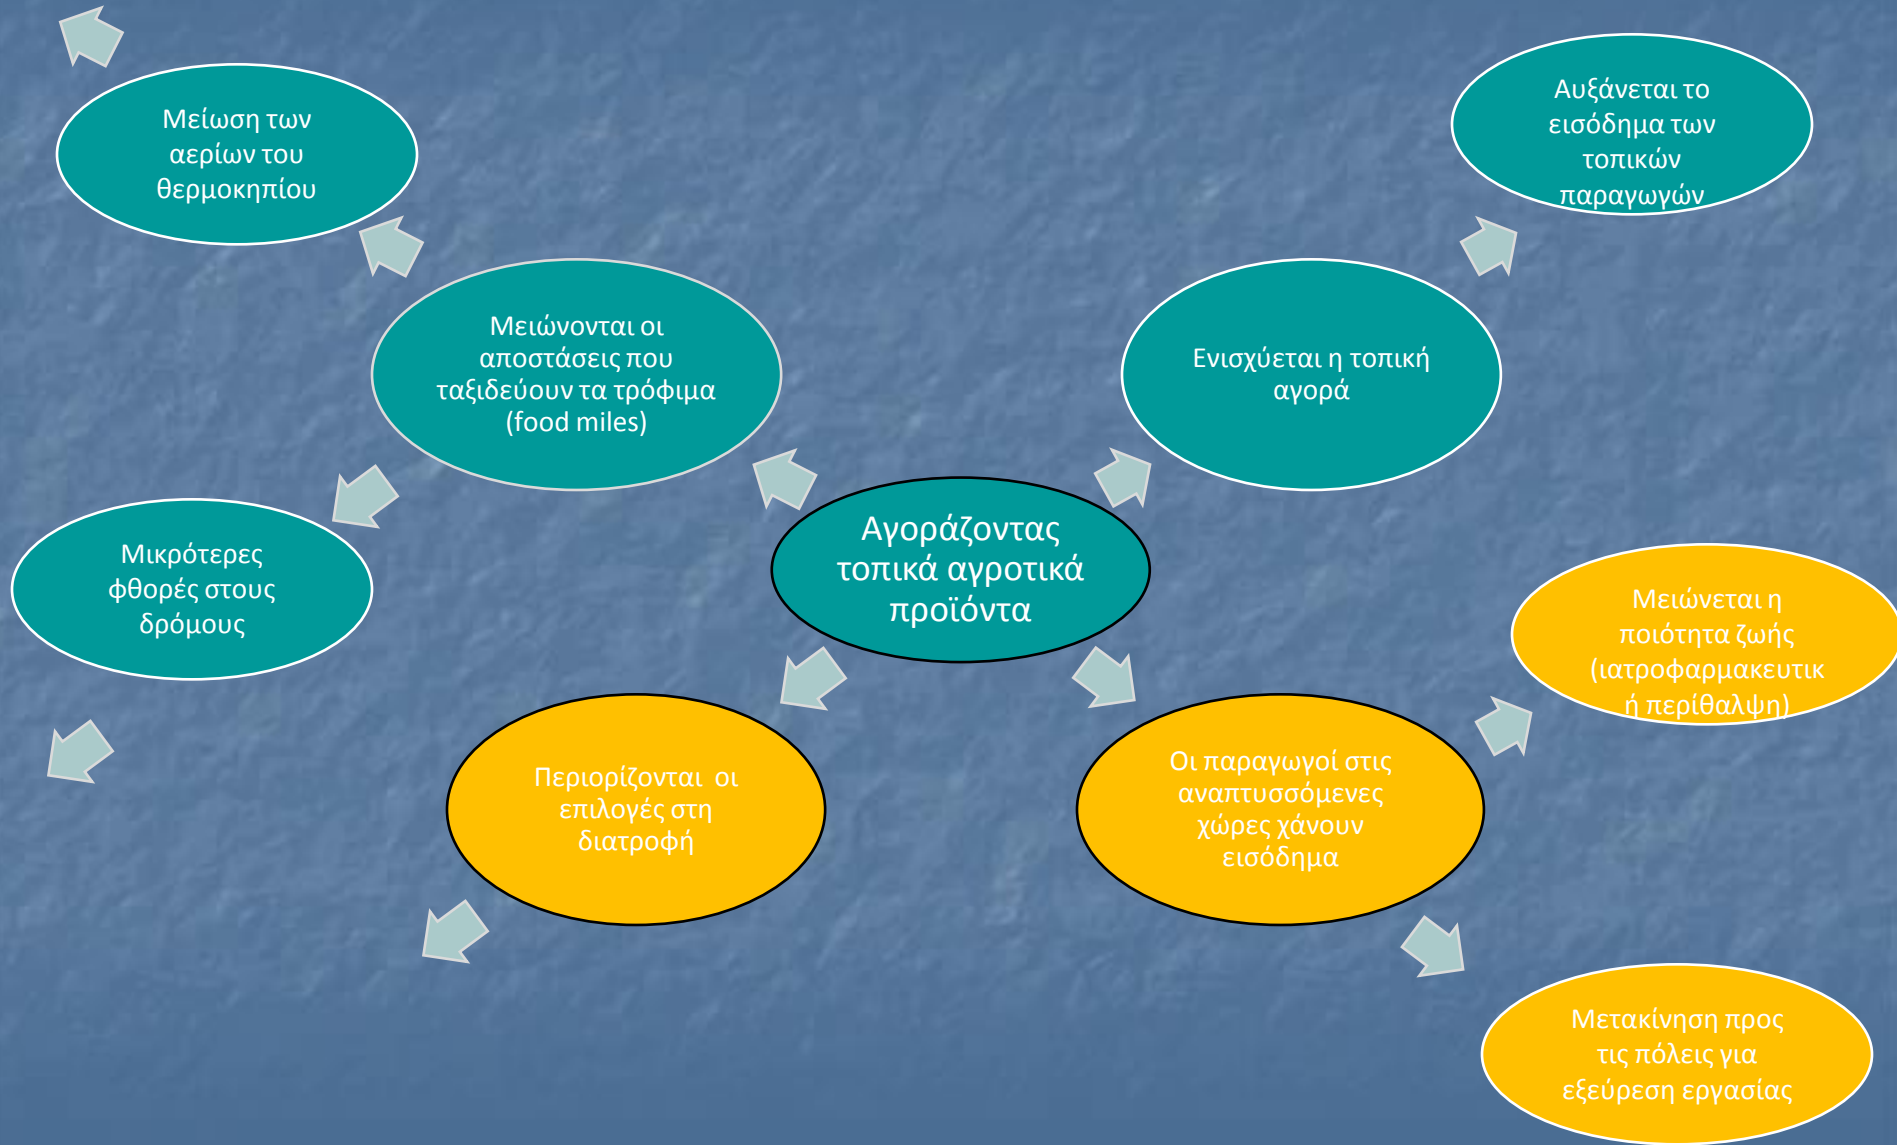 Μείωση των
αερίων του
θερμοκηπίου
Αυξάνεται το
εισόδημα των
τοπικών
παραγωγών
Μειώνονται οι
αποστάσεις που
ταξιδεύουν τα τρόφιμα
(food miles)
Ενισχύεται η τοπική
αγορά
Αγοράζοντας
τοπικά αγροτικά
προϊόντα
Μικρότερες
φθορές στους
δρόμους
Μειώνεται η
ποιότητα ζωής
(ιατροφαρμακευτικ
ή περίθαλψη)
Περιορίζονται  οι
επιλογές στη
διατροφή
Οι παραγωγοί στις
αναπτυσσόμενες
χώρες χάνουν
εισόδημα
Μετακίνηση προς
τις πόλεις για
εξεύρεση εργασίας